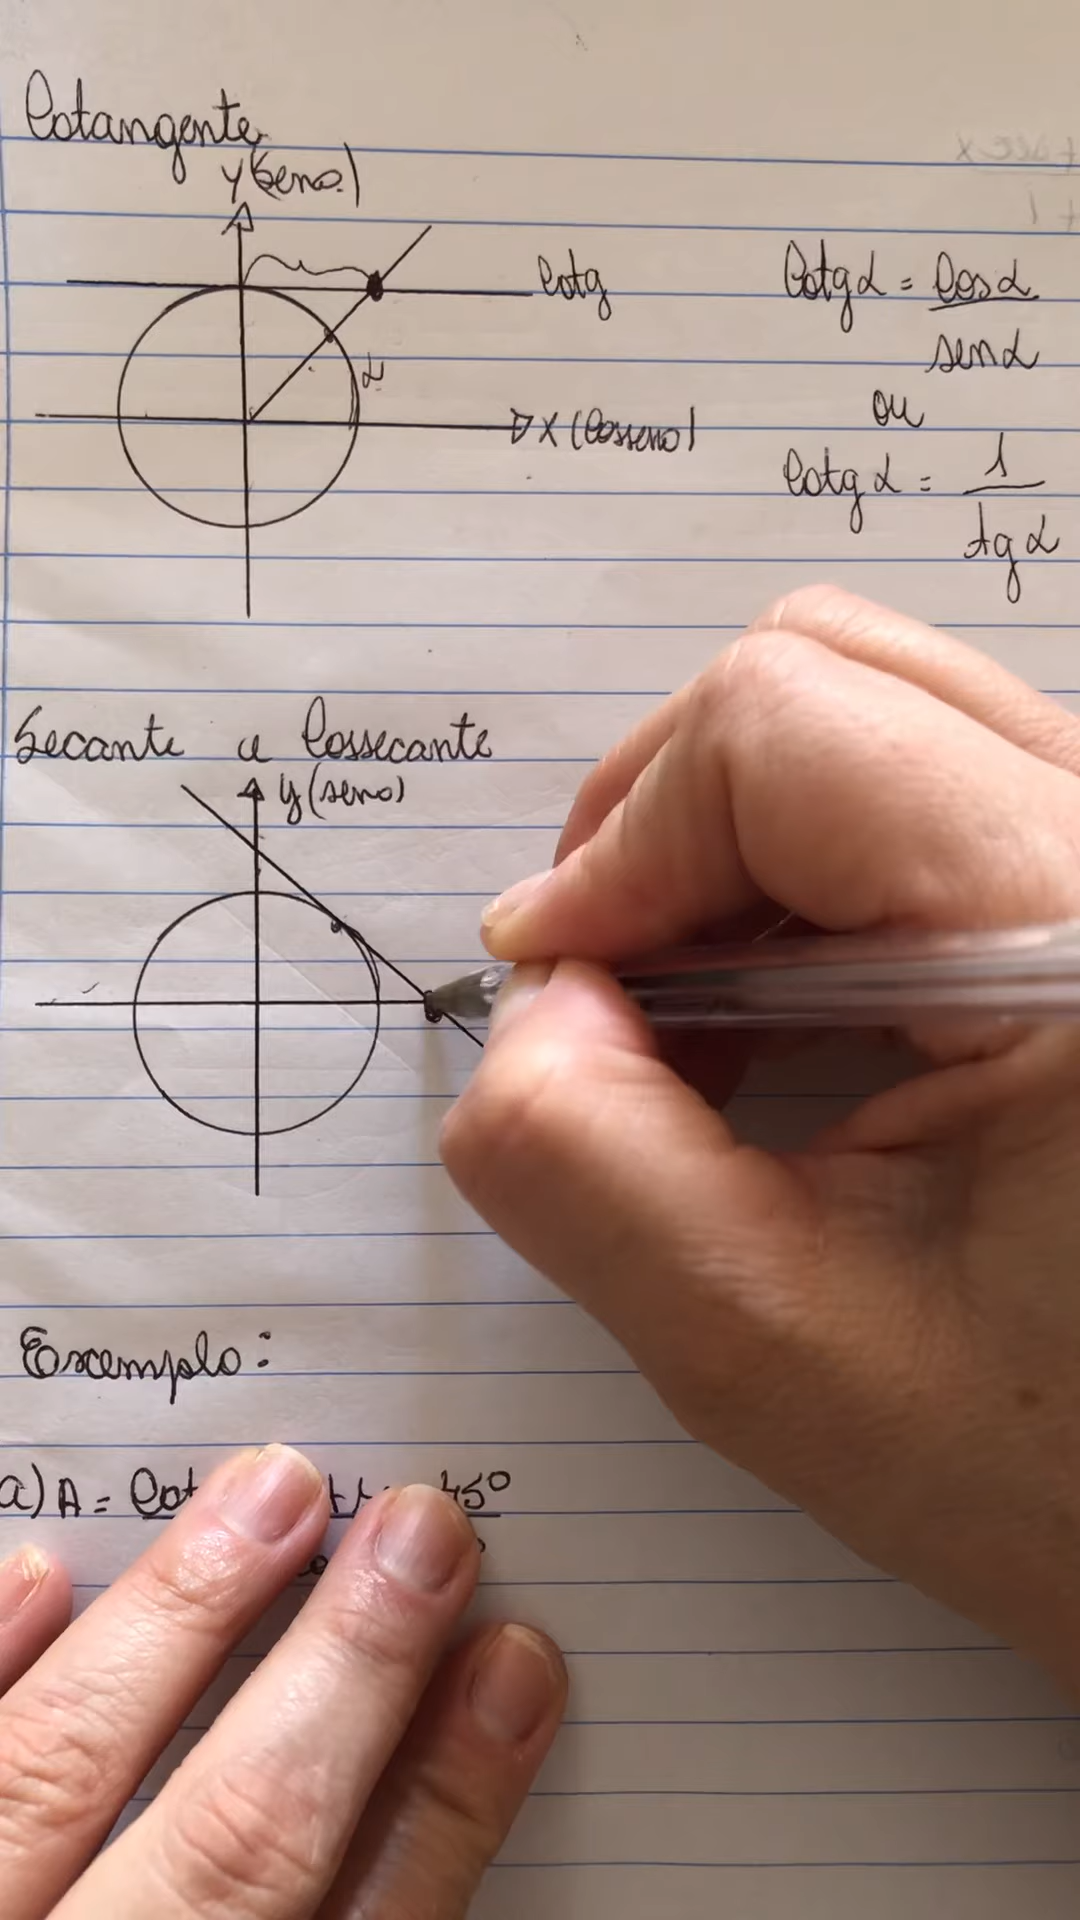 Cotangente
y (seno)
cotg
α
x (cosseno)
Cotg α = cos α
sen α
ou
Cotg α = 1
tg α
Secante e Cossecante
y (seno)
Exemplo:
a) A = 45°